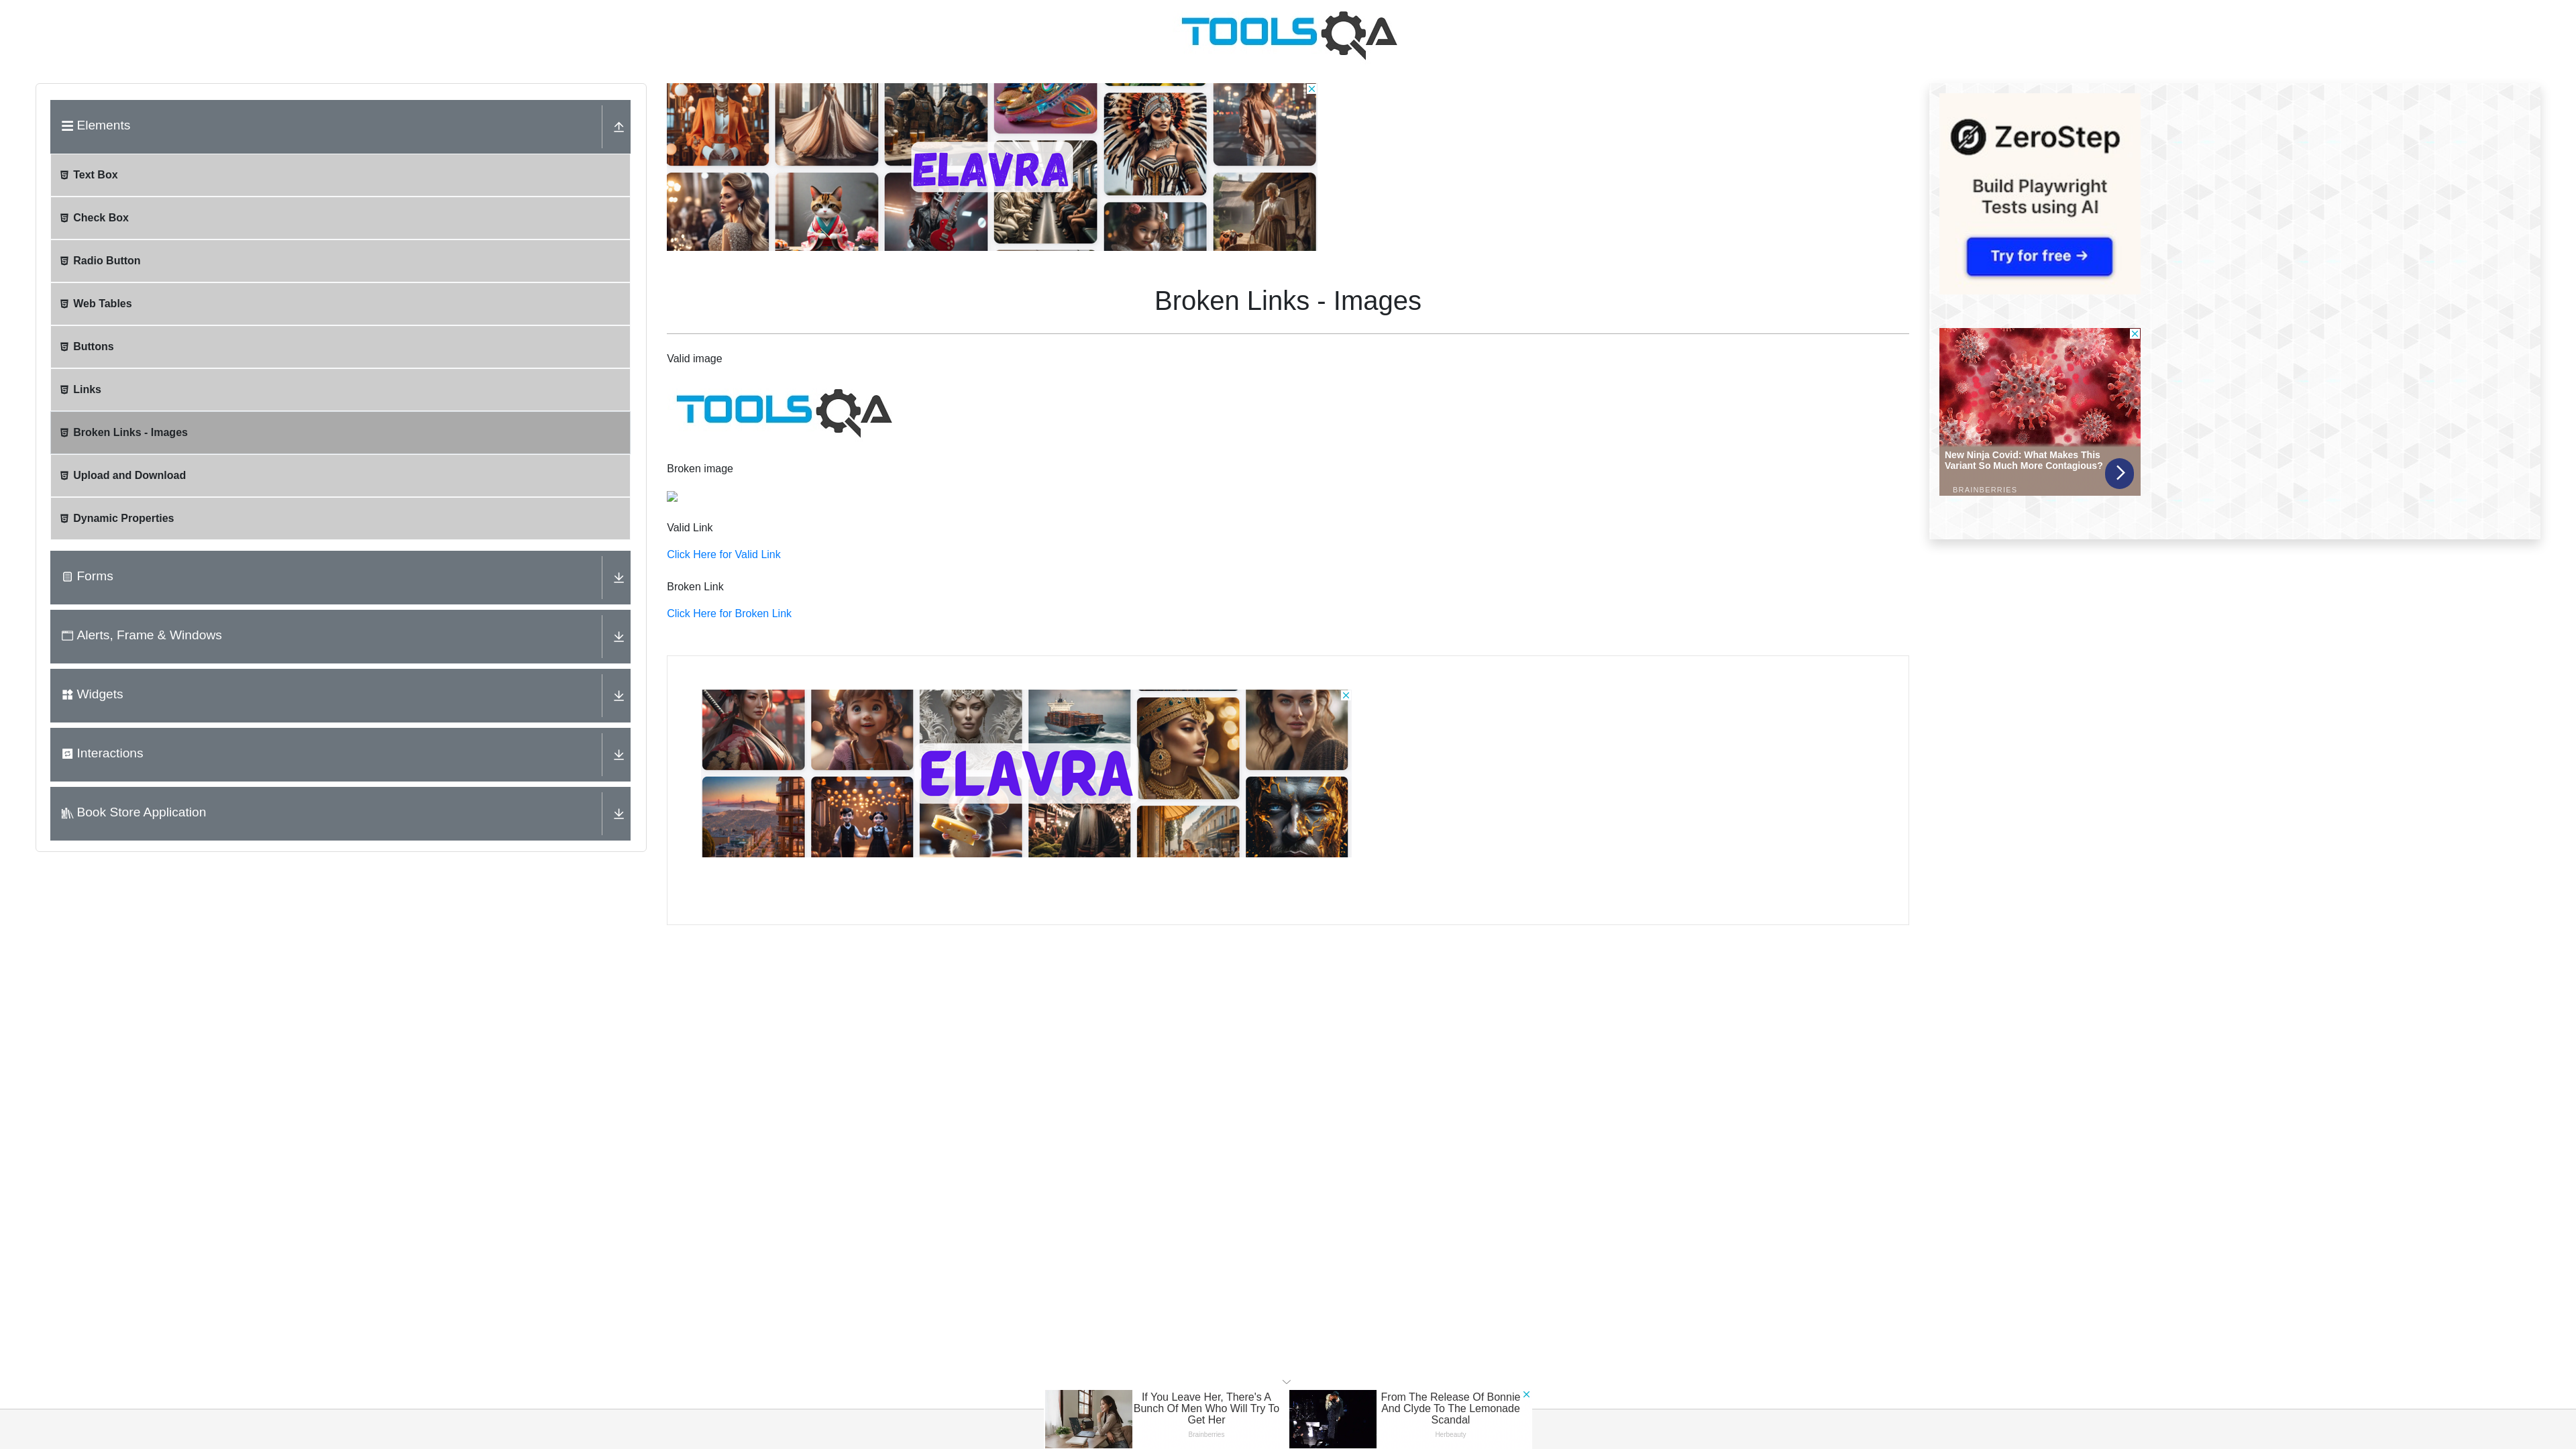 TOOLSQA
Elements
Text Box
Check Box
Radio Button
Web Tables
Buttons
Links
Broken Links - Images
Upload and Download
Dynamic Properties
Forms
Alerts, Frame & Windows
Widgets
Interactions
Book Store Application
ELAVRA
Broken Links - Images
Valid image
TOOLSQA
Broken image
Valid Link
Click Here for Valid Link
Broken Link
Click Here for Broken Link
ELAVRA
ZeroStep
Build Playwright
Tests using AI
Try for free →
New Ninja Covid: What Makes This
Variant So Much More Contagious?
BRAINBERRIES
If You Leave Her, There's A
Bunch Of Men Who Will Try To
Get Her
Brainberries
From The Release Of Bonnie
And Clyde To The Lemonade
Scandal
Herbeauty